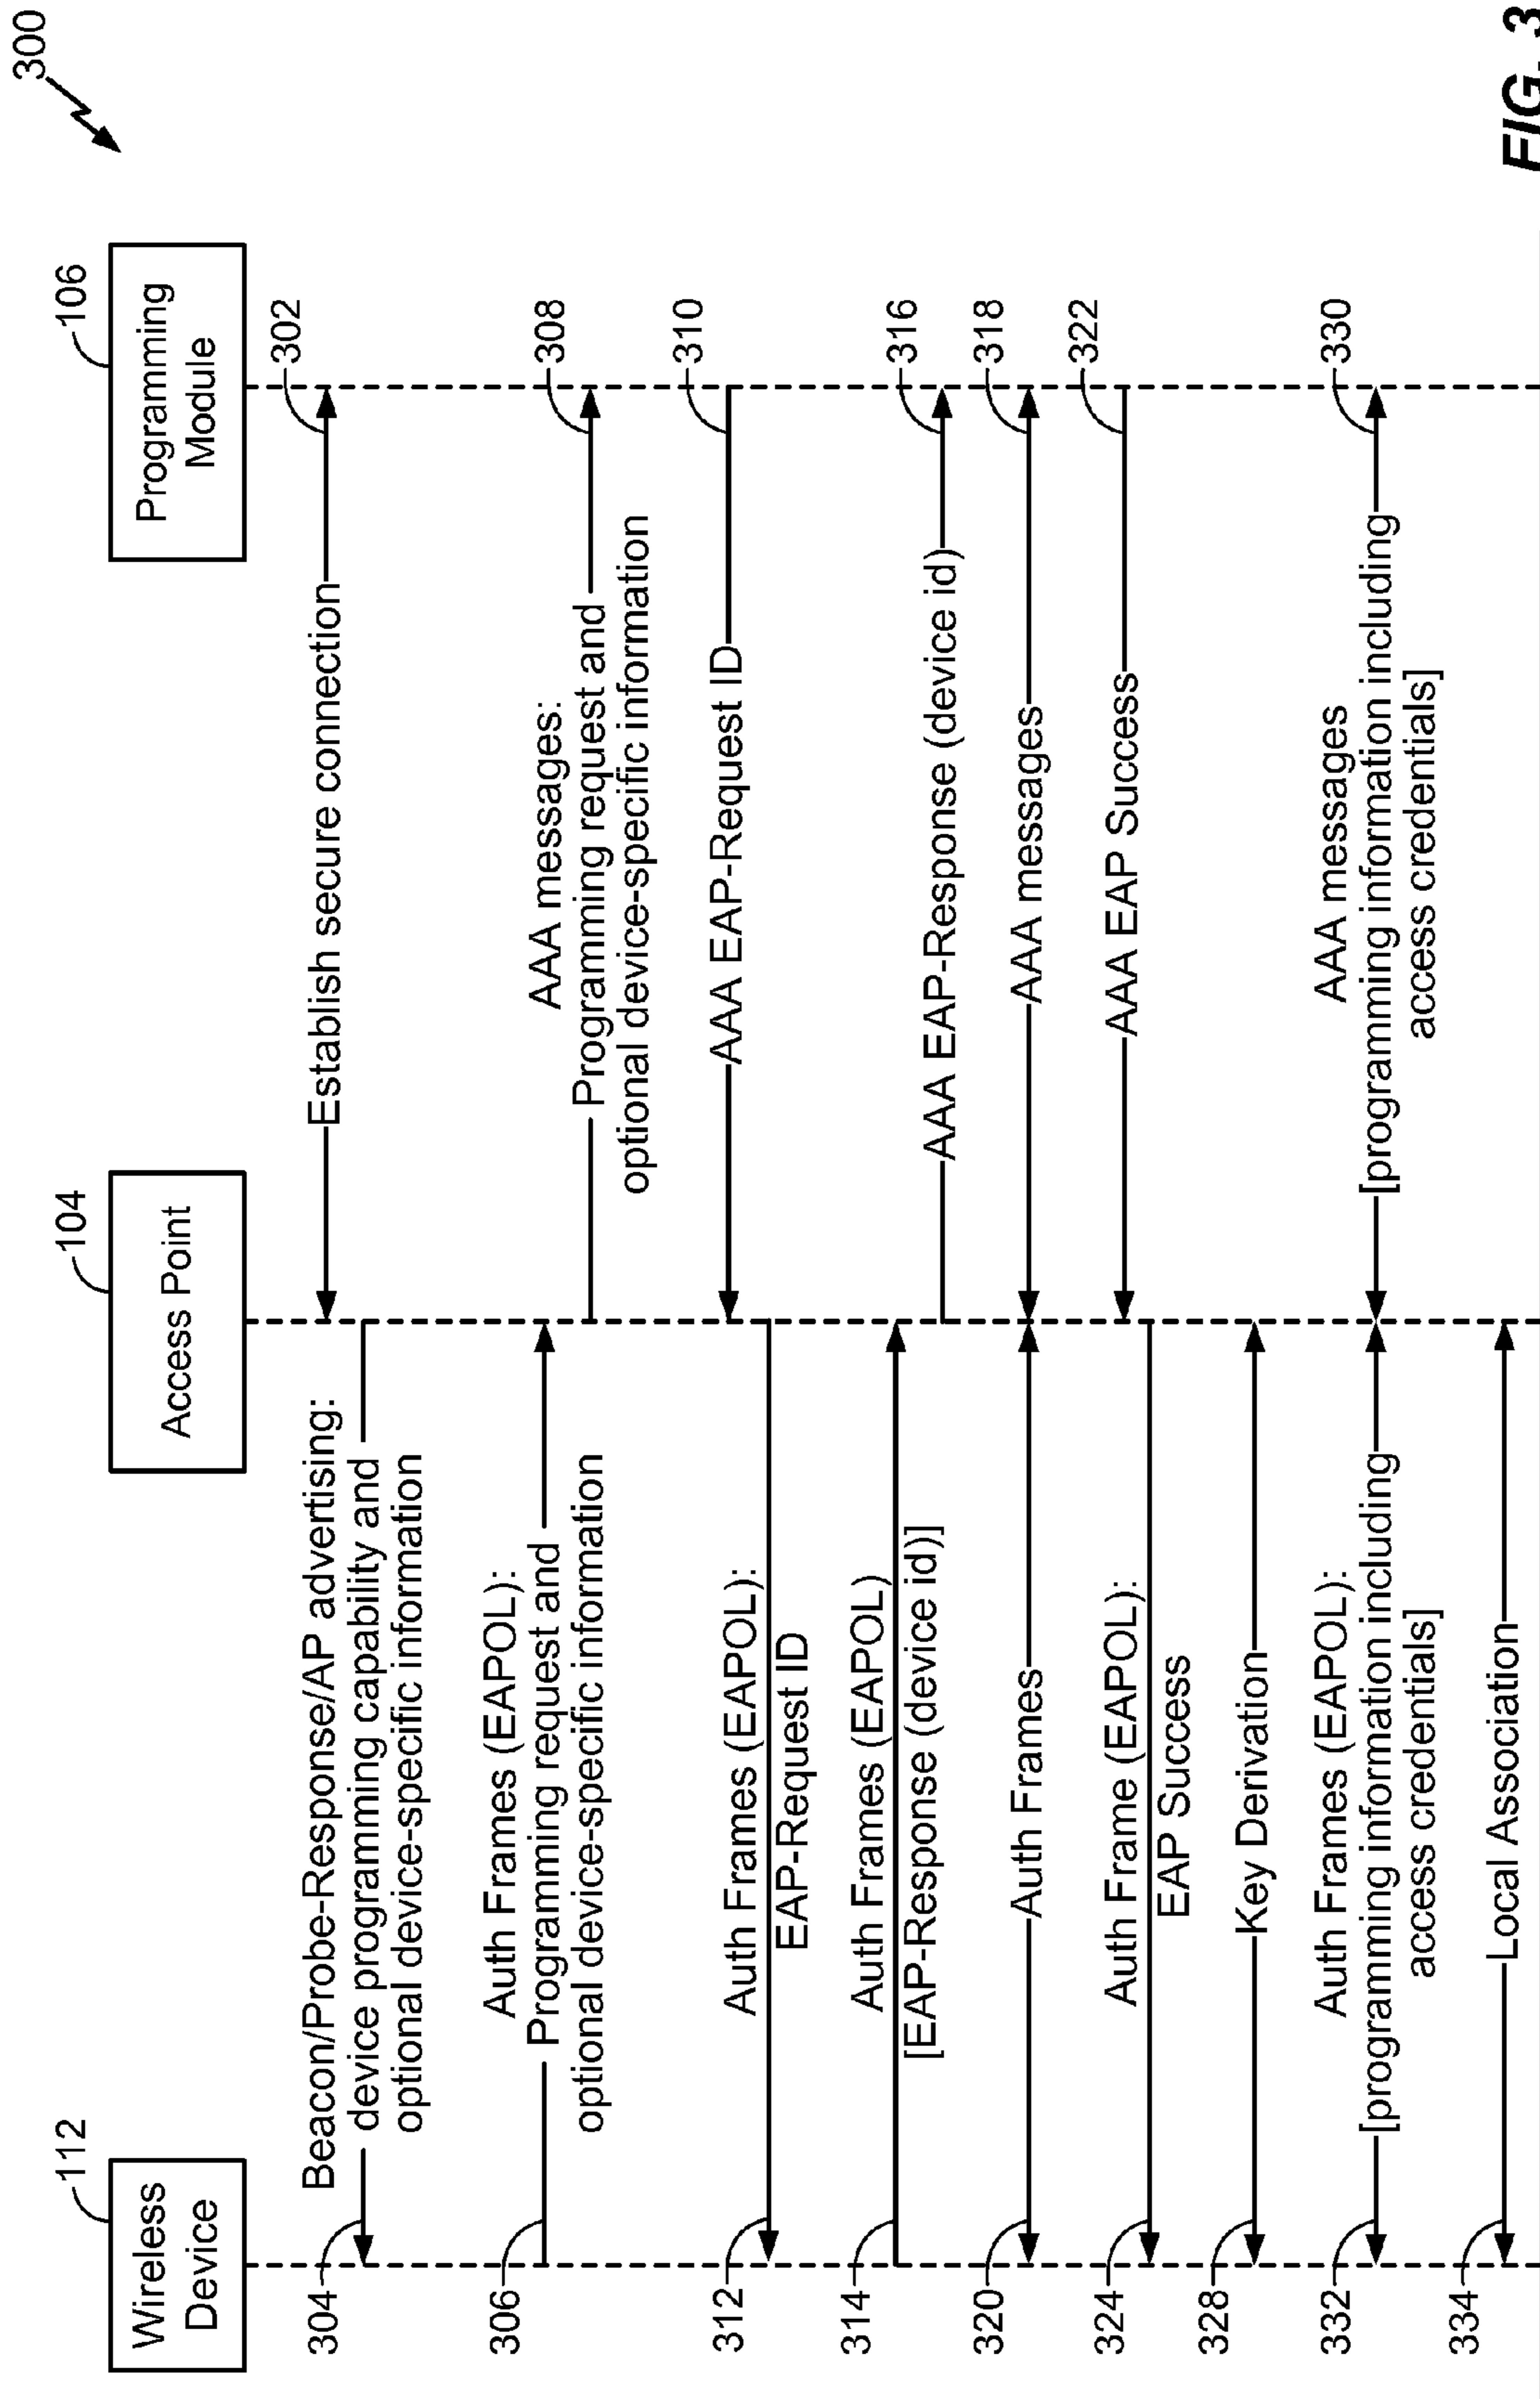 300
112
104
106
Wireless
Device
Access Point
Programming
Module
302
Establish secure connection
304
Beacon/Probe-Response/AP advertising:
device programming capability and
optional device-specific information
306
Auth Frames (EAPOL):
Programming request and
optional device-specific information
308
AAA messages:
Programming request and
optional device-specific information
310
AAA EAP-Request ID
312
Auth Frames (EAPOL):
EAP-Request ID
314
Auth Frames (EAPOL)
[EAP-Response (device id)]
316
AAA EAP-Response (device id)
318
AAA messages
320
Auth Frames
322
AAA EAP Success
324
Auth Frame (EAPOL):
EAP Success
328
Key Derivation
330
AAA messages
[programming information including
access credentials]
332
Auth Frames (EAPOL):
[programming information including
access credentials]
334
Local Association
FIG. 3